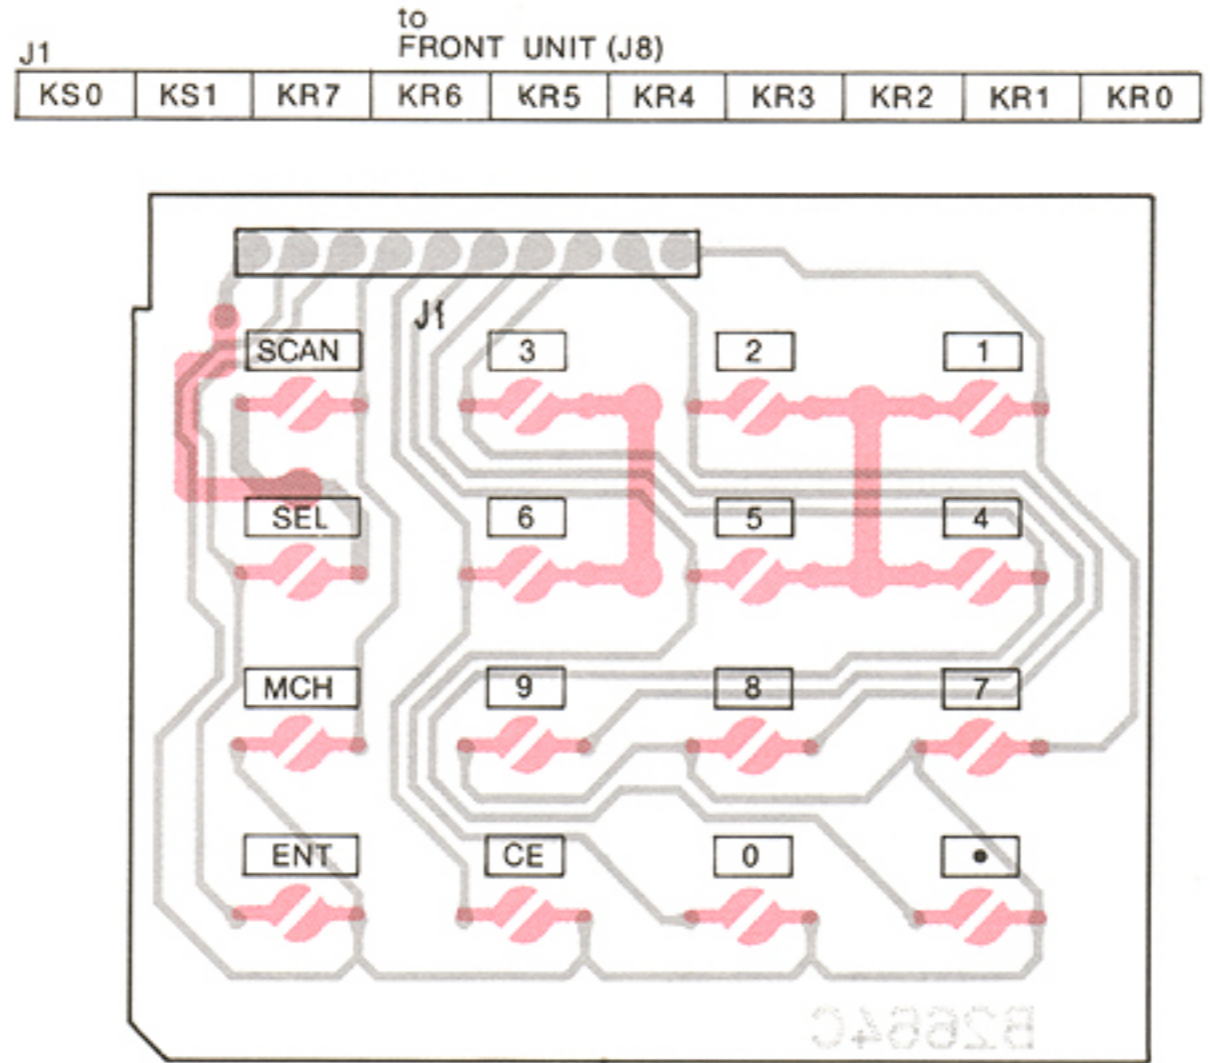 to
J1 FRONT UNIT (J8)
KS0 KS1 KR7 KR6 KR5 KR4 KR3 KR2 KR1 KR0
J1
SCAN 3 2 1
SEL 6 5 4
MCH 9 8 7
ENT CE 0 •
B2664C